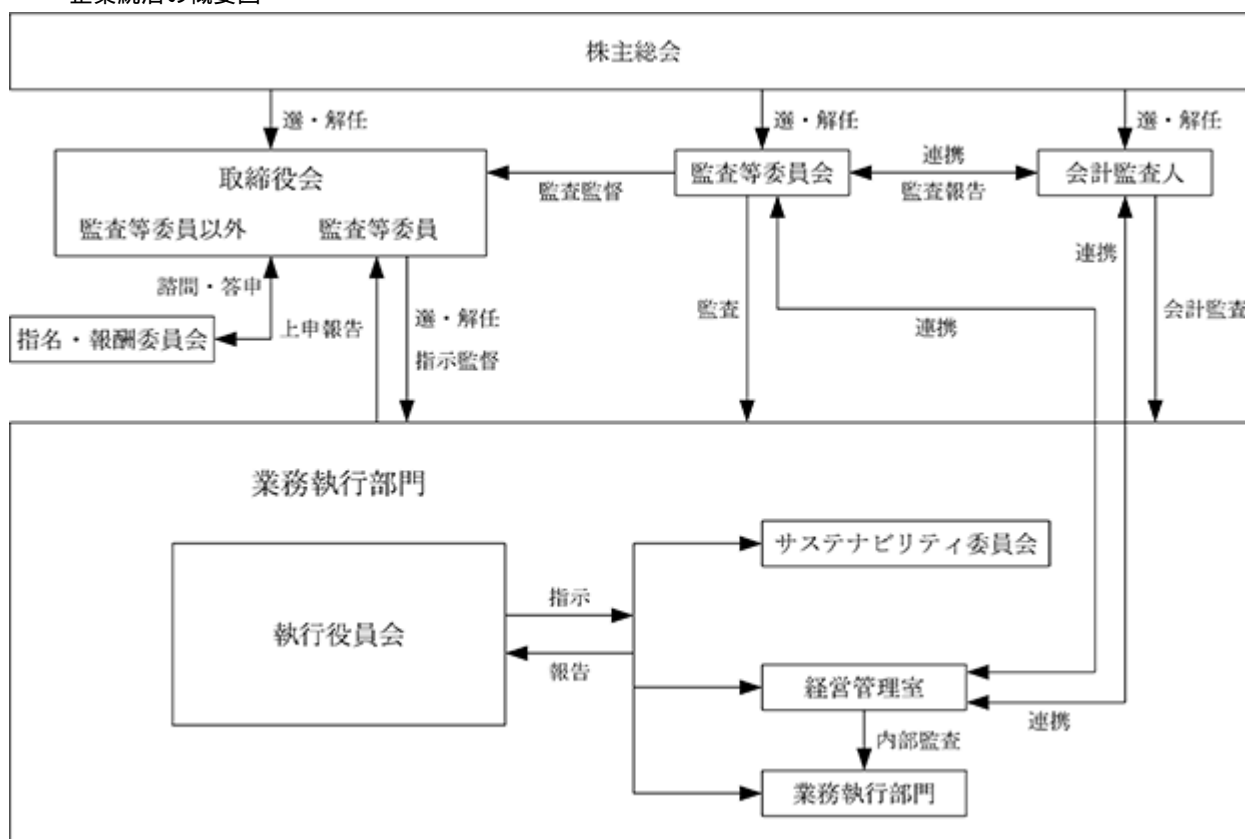 株主総会
選・解任
選・解任
選・解任
取締役会
監査等委員以外 監査等委員
監査監督
監査等委員会
連携
監査報告
会計監査人
諮問・答申
指名・報酬委員会
上申報告
選・解任
指示監督
監査
連携
連携
会計監査
業務執行部門
執行役員会
指示
報告
サステナビリティ委員会
経営管理室
連携
内部監査
業務執行部門